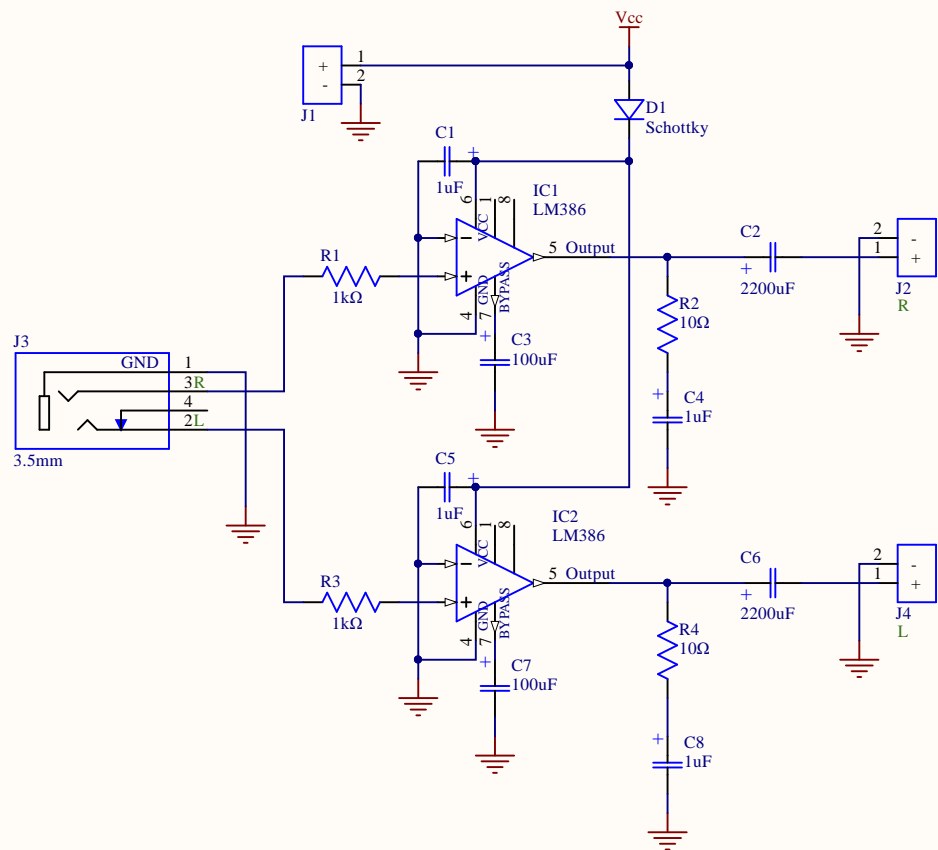 Vcc
+ 1
- 2
J1
D1
Schottky
C1
+
1uF
6 1 8
VCC
IC1
LM386
-
+
5 Output
GND
BYPASS
4 7
R1
1kΩ
+
C3
100uF
C2
+
2200uF
2 -
1 +
J2
R
R2
10Ω
+
C4
1uF
J3
GND 1
3 R
4
2 L
3.5mm
C5
+
1uF
6 1 8
VCC
IC2
LM386
-
+
5 Output
GND
BYPASS
4 7
R3
1kΩ
+
C7
100uF
C6
+
2200uF
2 -
1 +
J4
L
R4
10Ω
+
C8
1uF